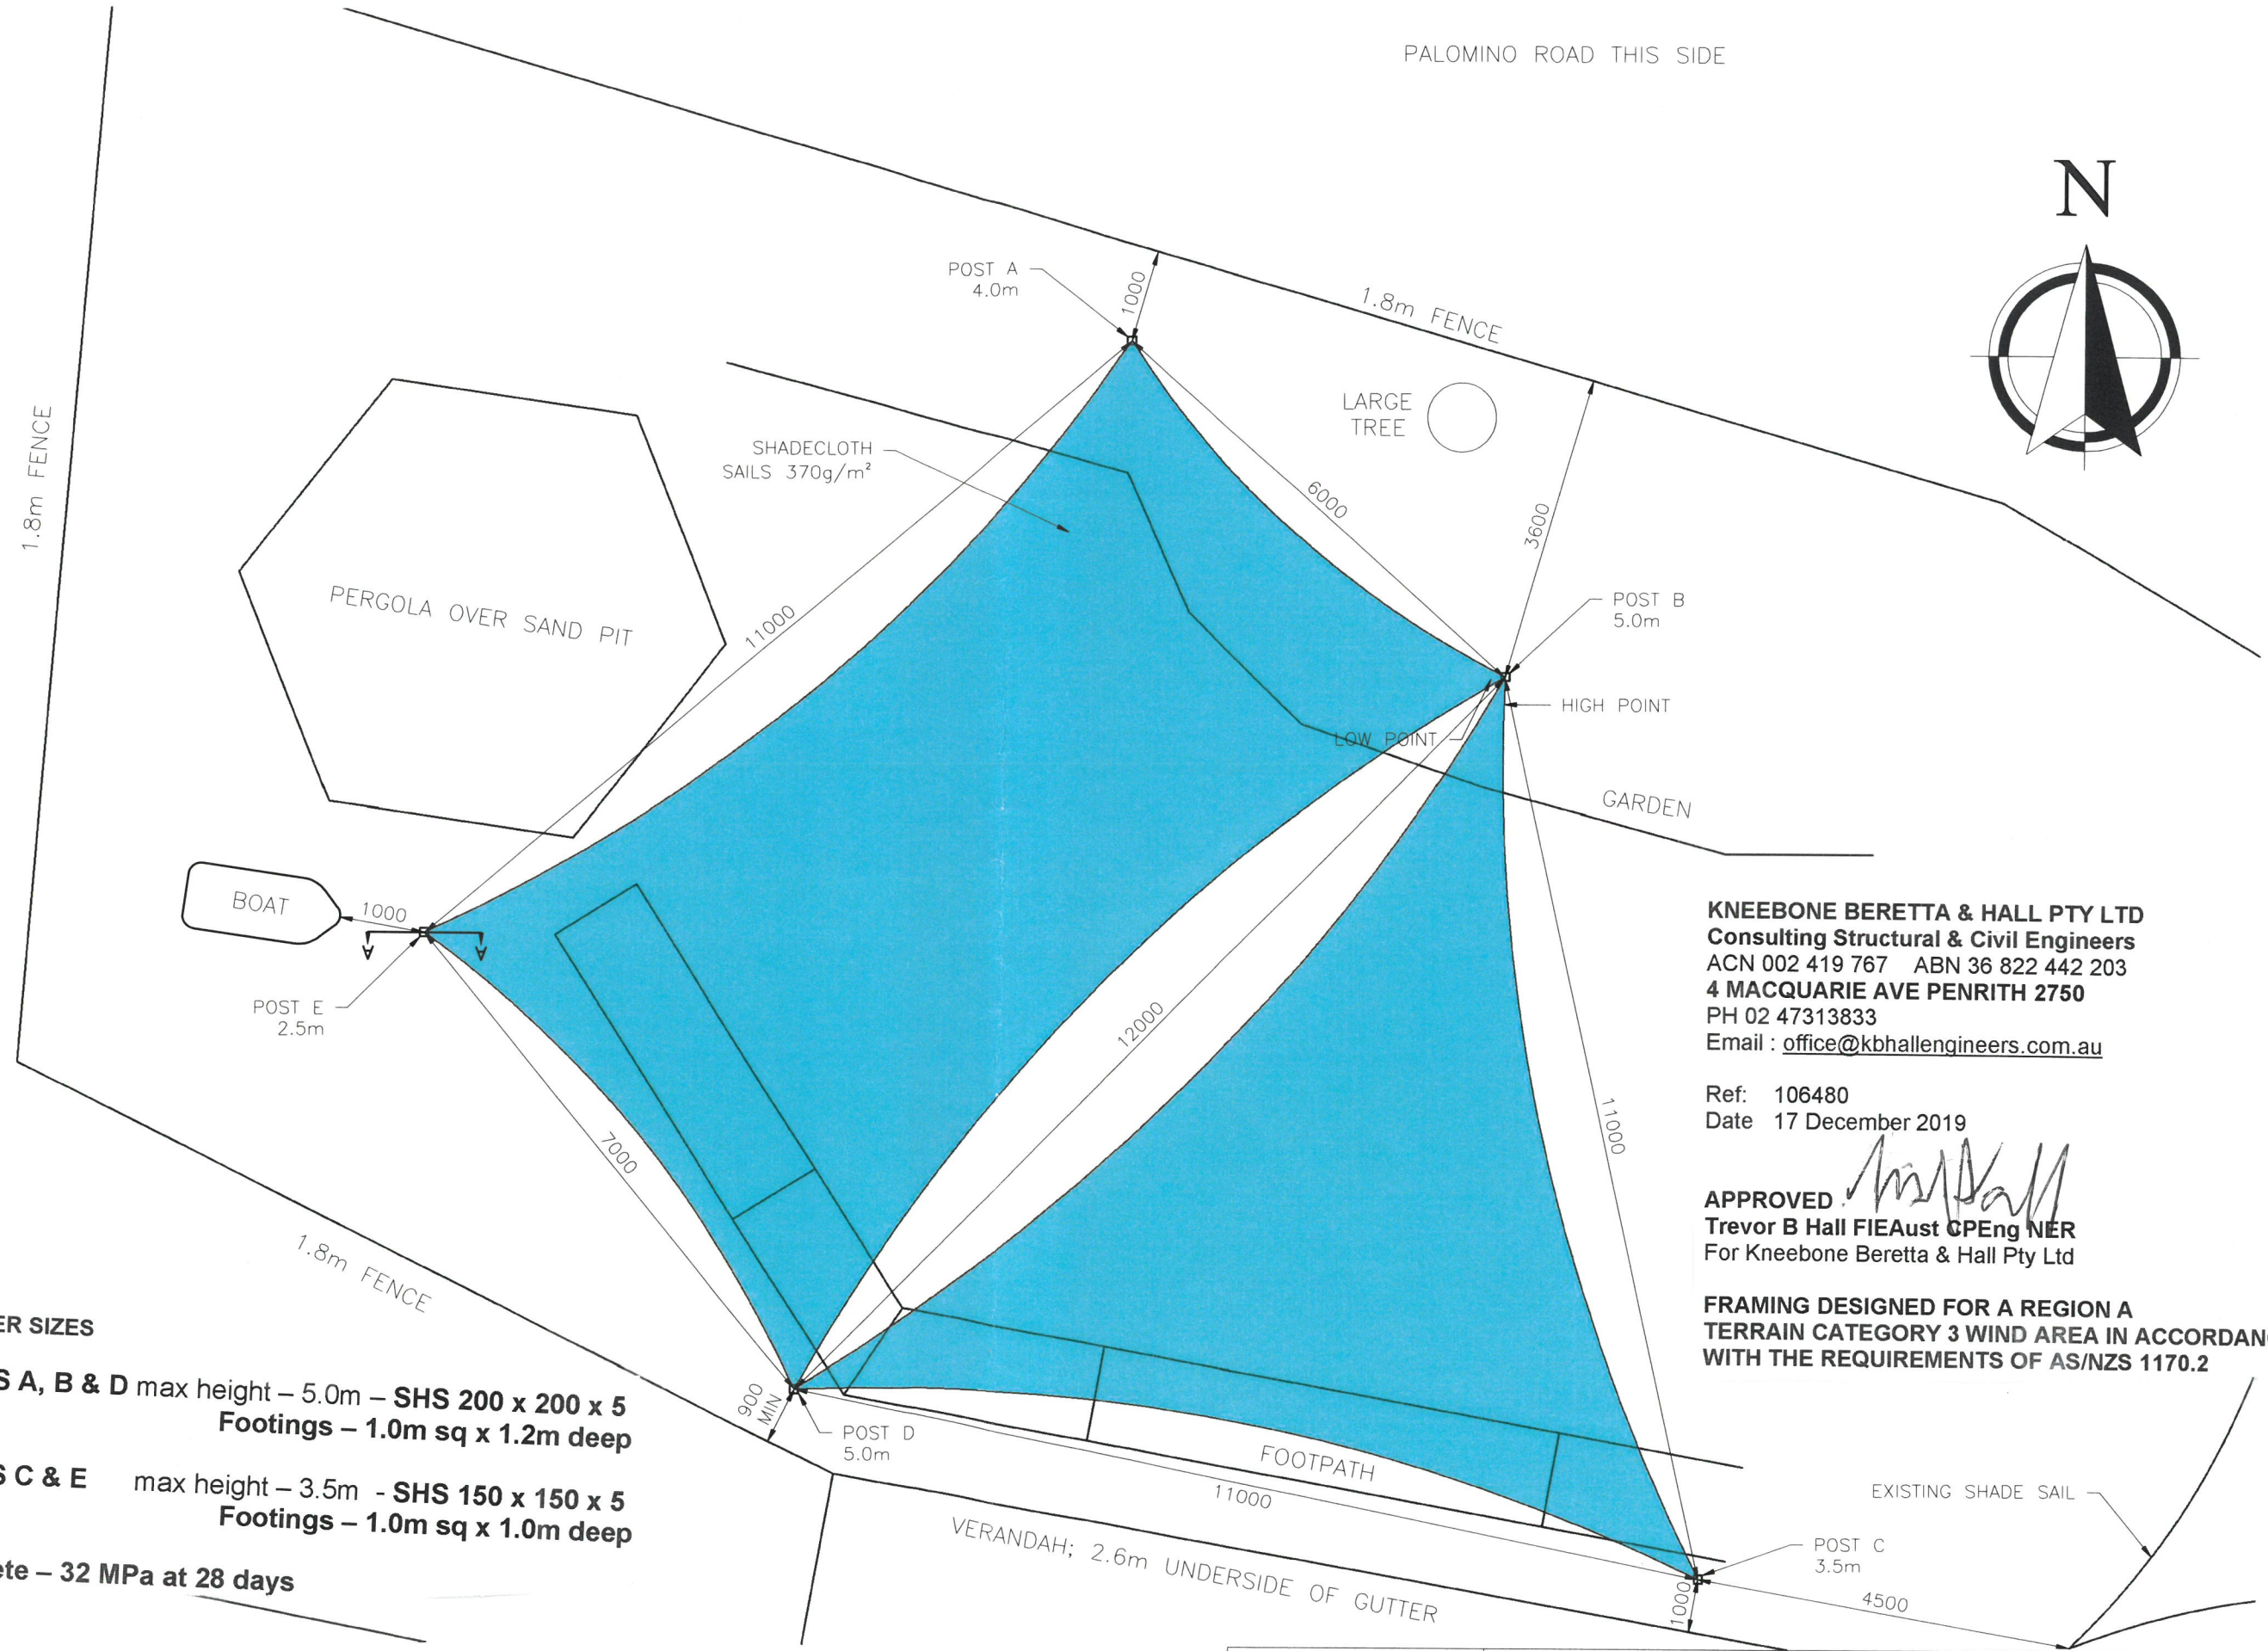 PALOMINO ROAD THIS SIDE
N
POST A
4.0m
1000
1.8m FENCE
1.8m FENCE
LARGE
TREE
SHADECLOTH
SAILS 370g/m²
6000
3600
PERGOLA OVER SAND PIT
11000
POST B
5.0m
HIGH POINT
LOW POINT
GARDEN
BOAT
1000
A
A
POST E
2.5m
12000
11000
7000
KNEEBONE BERETTA & HALL PTY LTD
Consulting Structural & Civil Engineers
ACN 002 419 767 ABN 36 822 442 203
4 MACQUARIE AVE PENRITH 2750
PH 02 47313833
Email : office@kbhallengineers.com.au
Ref: 106480
Date 17 December 2019
APPROVED
Trevor B Hall FIEAust CPEng NER
For Kneebone Beretta & Hall Pty Ltd
FRAMING DESIGNED FOR A REGION A
TERRAIN CATEGORY 3 WIND AREA IN ACCORDAN
WITH THE REQUIREMENTS OF AS/NZS 1170.2
1.8m FENCE
ER SIZES
S A, B & D max height – 5.0m – SHS 200 x 200 x 5
Footings – 1.0m sq x 1.2m deep
S C & E max height – 3.5m - SHS 150 x 150 x 5
Footings – 1.0m sq x 1.0m deep
ete – 32 MPa at 28 days
900
MIN
POST D
5.0m
FOOTPATH
11000
VERANDAH; 2.6m UNDERSIDE OF GUTTER
EXISTING SHADE SAIL
POST C
3.5m
1000
4500